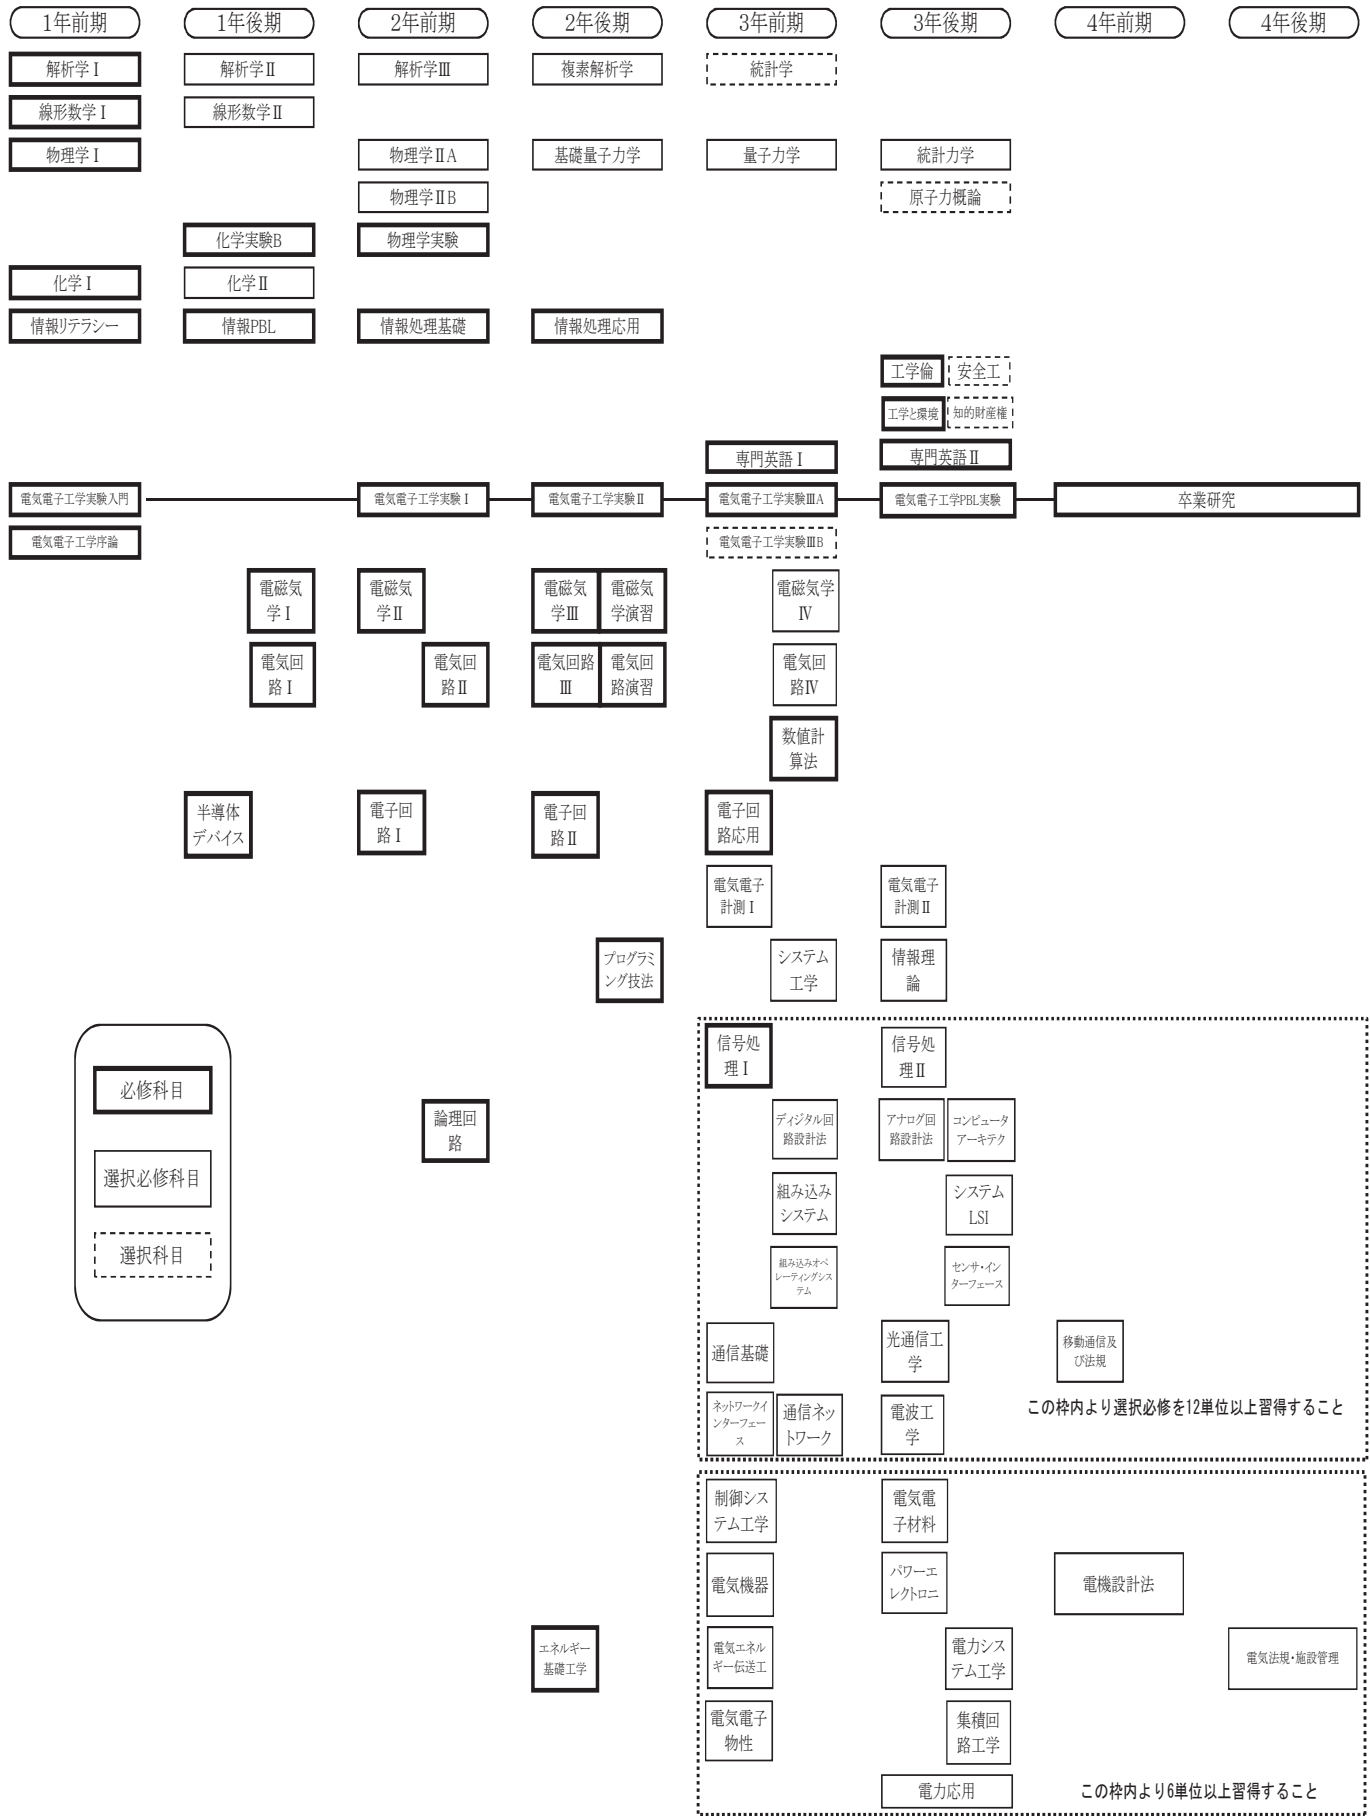 1年前期
1年後期
2年前期
2年後期
3年前期
3年後期
4年前期
4年後期
解析学Ⅰ
解析学Ⅱ
解析学Ⅲ
複素解析学
統計学
線形数学Ⅰ
線形数学Ⅱ
物理学Ⅰ
物理学ⅡA
基礎量子力学
量子力学
統計力学
物理学ⅡB
原子力概論
化学実験B
物理学実験
化学Ⅰ
化学Ⅱ
情報リテラシー
情報PBL
情報処理基礎
情報処理応用
工学倫
安全工
工学と環境
知的財産権
専門英語Ⅰ
専門英語Ⅱ
電気電子工学実験入門
電気電子工学実験Ⅰ
電気電子工学実験Ⅱ
電気電子工学実験ⅢA
電気電子工学PBL実験
卒業研究
電気電子工学序論
電気電子工学実験ⅢB
電磁気
学Ⅰ
電磁気
学Ⅱ
電磁気
学Ⅲ
電磁気
学演習
電磁気学
Ⅳ
電気回
路Ⅰ
電気回
路Ⅱ
電気回路
Ⅲ
電気回
路演習
電気回
路Ⅳ
数値計
算法
半導体
デバイス
電子回
路Ⅰ
電子回
路Ⅱ
電子回
路応用
電気電子
計測Ⅰ
電気電子
計測Ⅱ
プログラミ
ング技法
システム
工学
情報理
論
信号処
理Ⅰ
信号処
理Ⅱ
必修科目
選択必修科目
選択科目
論理回
路
ディジタル回
路設計法
アナログ回
路設計法
コンピュータ
アーキテク
組み込み
システム
システム
LSI
組み込みオペ
レーティングシス
テム
センサ・イン
ターフェース
通信基礎
光通信工
学
移動通信及
び法規
ネットワークイ
ンターフェー
ス
通信ネッ
トワーク
電波工
学
この枠内より選択必修を12単位以上習得すること
制御シス
テム工学
電気電
子材料
電気機器
パワーエ
レクトロニ
電機設計法
エネルギー
基礎工学
電気エネル
ギー伝送工
電力シス
テム工学
電気法規・施設管理
電気電子
物性
集積回
路工学
電力応用
この枠内より6単位以上習得すること